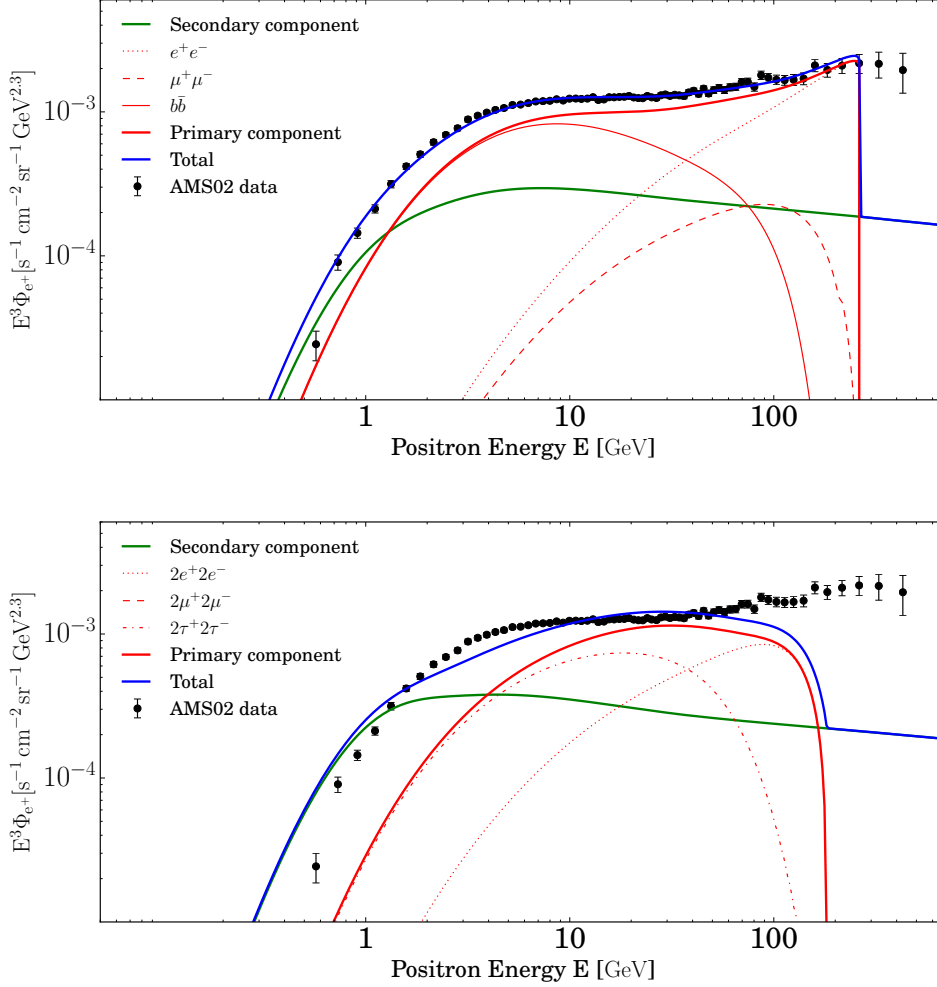 Secondary component
e⁺e⁻
μ⁺μ⁻
bb̄
Primary component
Total
AMS02 data
10⁻³
10⁻⁴
E³Φₑ₊[s⁻¹ cm⁻² sr⁻¹ GeV²·³]
1 10 100
Positron Energy E [GeV]
Secondary component
2e⁺2e⁻
2μ⁺2μ⁻
2τ⁺2τ⁻
Primary component
Total
AMS02 data
10⁻³
10⁻⁴
E³Φₑ₊[s⁻¹ cm⁻² sr⁻¹ GeV²·³]
1 10 100
Positron Energy E [GeV]